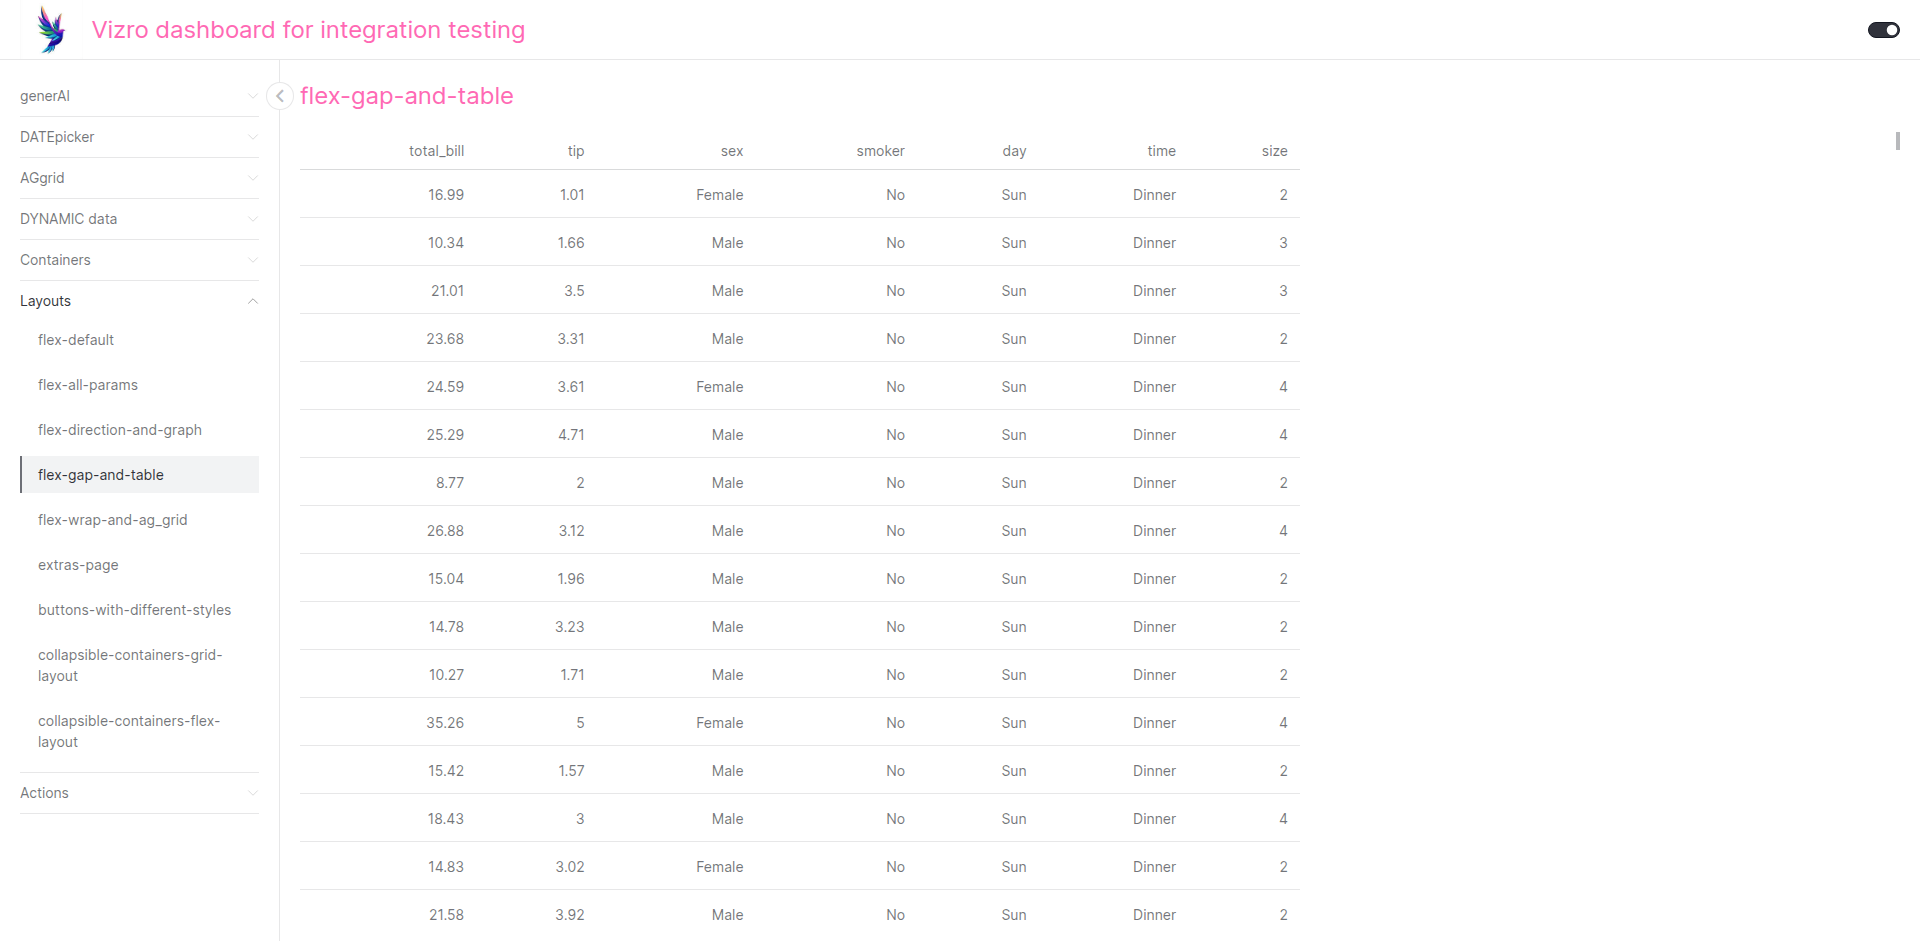 Vizro dashboard for integration testing
generAI
DATEpicker
AGgrid
DYNAMIC data
Containers
Layouts
flex-default
flex-all-params
flex-direction-and-graph
flex-gap-and-table
flex-wrap-and-ag_grid
extras-page
buttons-with-different-styles
collapsible-containers-grid-
layout
collapsible-containers-flex-
layout
Actions
flex-gap-and-table
total_bill tip sex smoker day time size
16.99 1.01 Female No Sun Dinner 2
10.34 1.66 Male No Sun Dinner 3
21.01 3.5 Male No Sun Dinner 3
23.68 3.31 Male No Sun Dinner 2
24.59 3.61 Female No Sun Dinner 4
25.29 4.71 Male No Sun Dinner 4
8.77 2 Male No Sun Dinner 2
26.88 3.12 Male No Sun Dinner 4
15.04 1.96 Male No Sun Dinner 2
14.78 3.23 Male No Sun Dinner 2
10.27 1.71 Male No Sun Dinner 2
35.26 5 Female No Sun Dinner 4
15.42 1.57 Male No Sun Dinner 2
18.43 3 Male No Sun Dinner 4
14.83 3.02 Female No Sun Dinner 2
21.58 3.92 Male No Sun Dinner 2